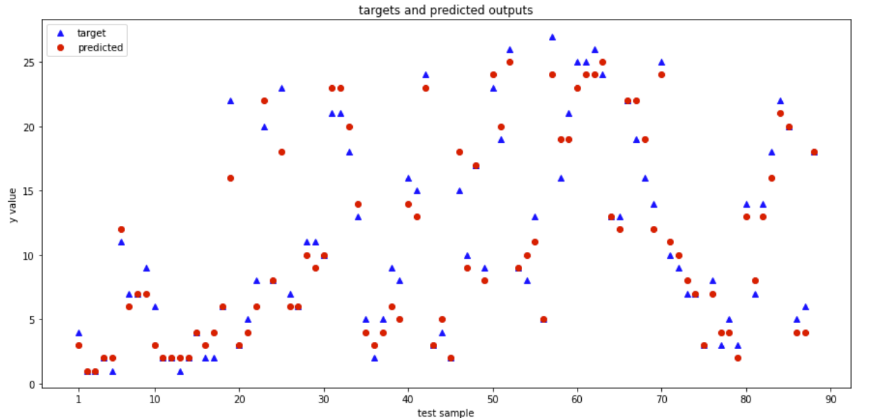 targets and predicted outputs
target
predicted
y value
25
20
15
10
5
0
1 10 20 30 40 50 60 70 80 90
test sample